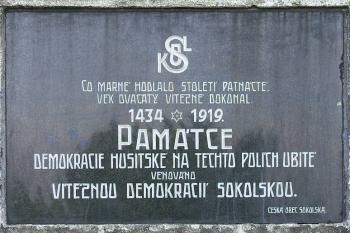 SOKOL
CO MARNĚ HODLALO STOLETÍ PATNÁCTÉ,
VĚK DVACÁTÝ VÍTĚZNĚ DOKONAL.
1434 ✡ 1919.
PAMÁTCE
DEMOKRACIE HUSITSKÉ NA TĚCHTO POLÍCH UBITÉ
VĚNOVÁNO
VÍTĚZNOU DEMOKRACIÍ SOKOLSKOU.
ČESKÁ OBEC SOKOLSKÁ.